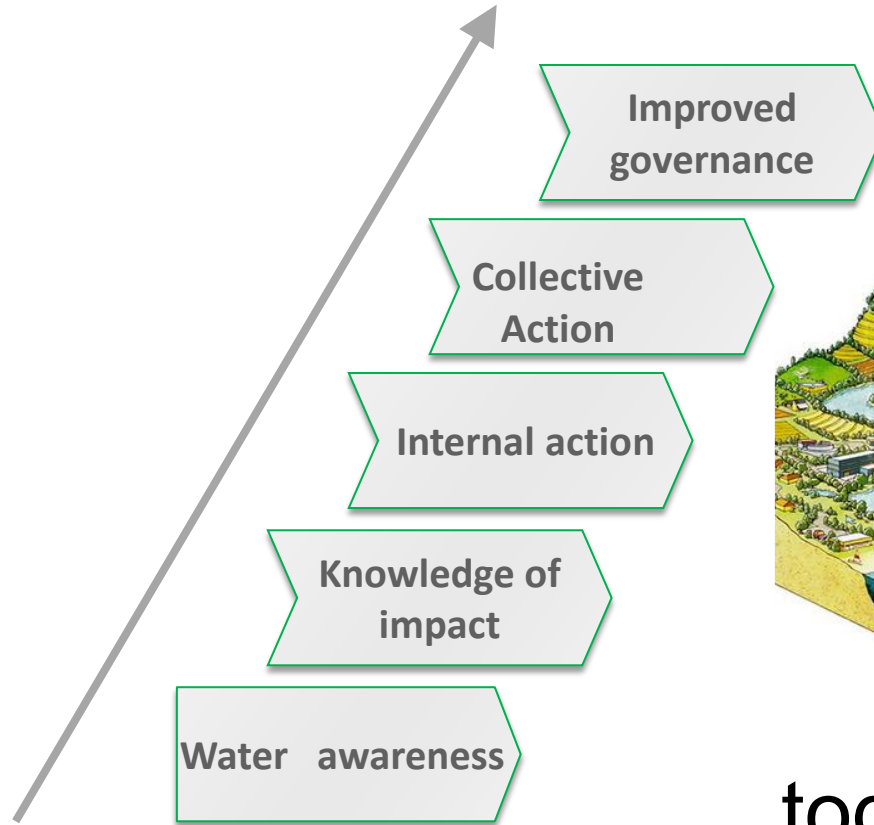 Improved
governance
Collective
Action
Internal action
Knowledge of
impact
Water awareness